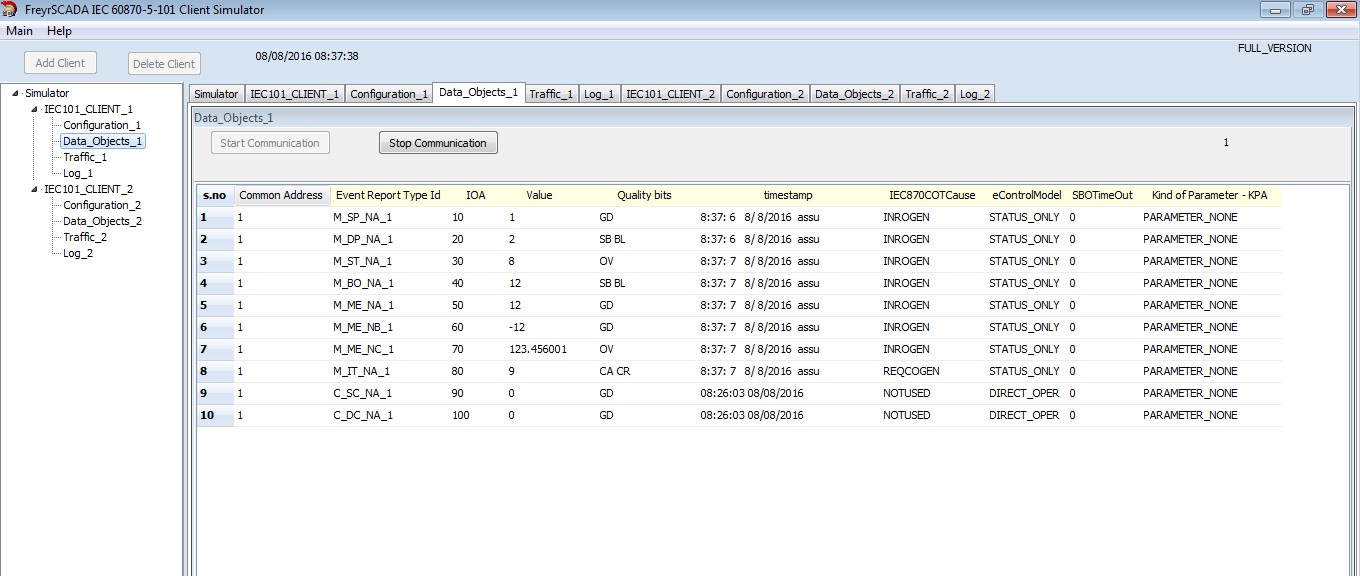 FreyrSCADA IEC 60870-5-101 Client Simulator
Main Help
Add Client Delete Client 08/08/2016 08:37:38 FULL_VERSION
Simulator
IEC101_CLIENT_1
Configuration_1
Data_Objects_1
Traffic_1
Log_1
IEC101_CLIENT_2
Configuration_2
Data_Objects_2
Traffic_2
Log_2
Simulator IEC101_CLIENT_1 Configuration_1 Data_Objects_1 Traffic_1 Log_1 IEC101_CLIENT_2 Configuration_2 Data_Objects_2 Traffic_2 Log_2
Data_Objects_1
Start Communication Stop Communication 1
s.no Common Address Event Report Type Id IOA Value Quality bits timestamp IEC870COTCause eControlModel SBOTimeOut Kind of Parameter - KPA
1 1 M_SP_NA_1 10 1 GD 8:37: 6 8/ 8/2016 assu INROGEN STATUS_ONLY 0 PARAMETER_NONE
2 1 M_DP_NA_1 20 2 SB BL 8:37: 6 8/ 8/2016 assu INROGEN STATUS_ONLY 0 PARAMETER_NONE
3 1 M_ST_NA_1 30 8 OV 8:37: 7 8/ 8/2016 assu INROGEN STATUS_ONLY 0 PARAMETER_NONE
4 1 M_BO_NA_1 40 12 SB BL 8:37: 7 8/ 8/2016 assu INROGEN STATUS_ONLY 0 PARAMETER_NONE
5 1 M_ME_NA_1 50 12 GD 8:37: 7 8/ 8/2016 assu INROGEN STATUS_ONLY 0 PARAMETER_NONE
6 1 M_ME_NB_1 60 -12 GD 8:37: 7 8/ 8/2016 assu INROGEN STATUS_ONLY 0 PARAMETER_NONE
7 1 M_ME_NC_1 70 123.456001 OV 8:37: 7 8/ 8/2016 assu INROGEN STATUS_ONLY 0 PARAMETER_NONE
8 1 M_IT_NA_1 80 9 CA CR 8:37: 7 8/ 8/2016 assu REQCOGEN STATUS_ONLY 0 PARAMETER_NONE
9 1 C_SC_NA_1 90 0 GD 08:26:03 08/08/2016 NOTUSED DIRECT_OPER 0 PARAMETER_NONE
10 1 C_DC_NA_1 100 0 GD 08:26:03 08/08/2016 NOTUSED DIRECT_OPER 0 PARAMETER_NONE